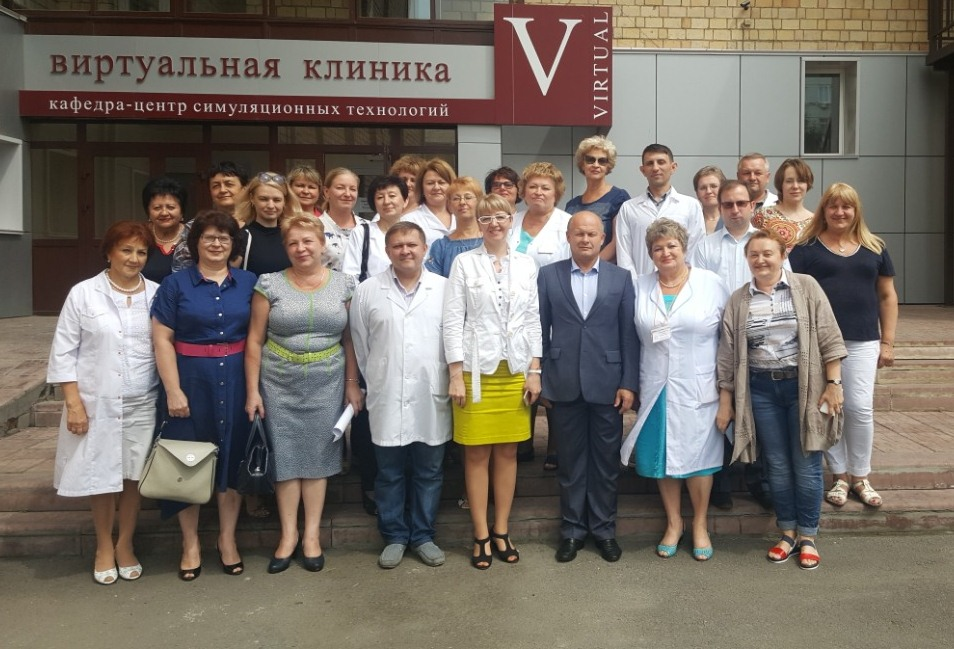 виртуальная клиника
кафедра-центр симуляционных технологий
V
VIRTUAL